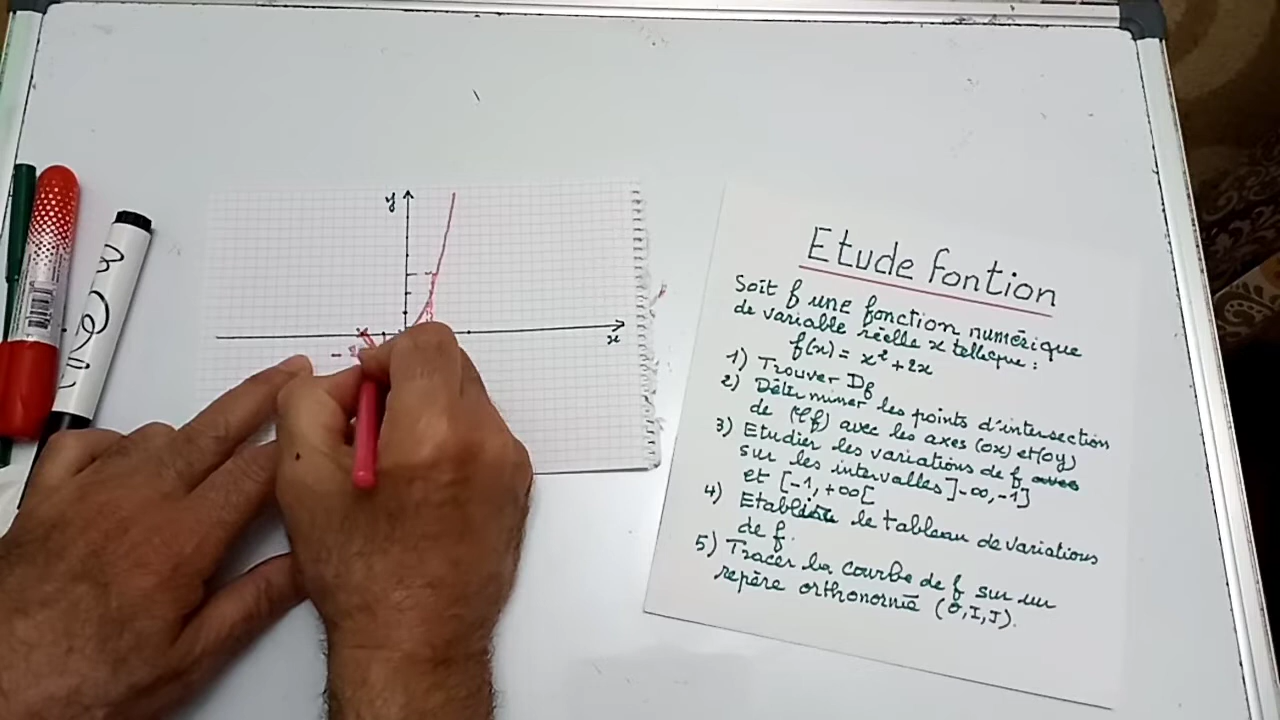 y
x
Etude fontion
Soit f une fonction numérique
de variable réelle x telleque :
f(x) = x² + 2x
1) Trouver Df
2) Déterminer les points d'intersection
de (Cf) avec les axes (ox) et (oy)
3) Etudier les variations de f avec
sur les intervalles ]-∞, -1]
et [-1, +∞[
4) Etablir le tableau de variations
de f.
5) Tracer la courbe de f sur un
repère orthonormé (O, I, J).